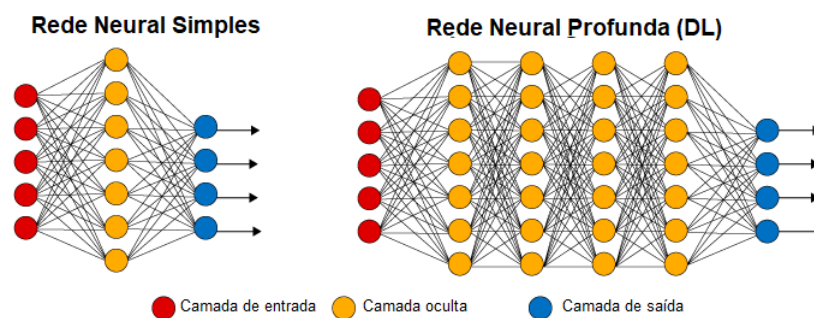 Rede Neural Simples
Rede Neural Profunda (DL)
Camada de entrada
Camada oculta
Camada de saída